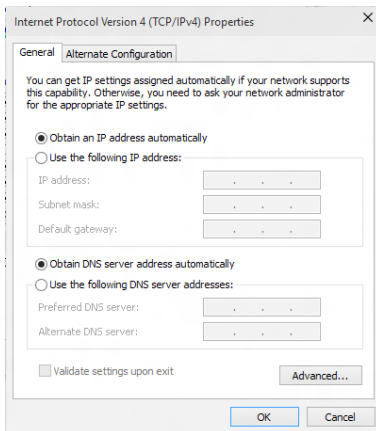 Internet Protocol Version 4 (TCP/IPv4) Properties
General
Alternate Configuration
You can get IP settings assigned automatically if your network supports
this capability. Otherwise, you need to ask your network administrator
for the appropriate IP settings.
Obtain an IP address automatically
Use the following IP address:
IP address:
Subnet mask:
Default gateway:
Obtain DNS server address automatically
Use the following DNS server addresses:
Preferred DNS server:
Alternate DNS server:
Validate settings upon exit
Advanced...
OK
Cancel